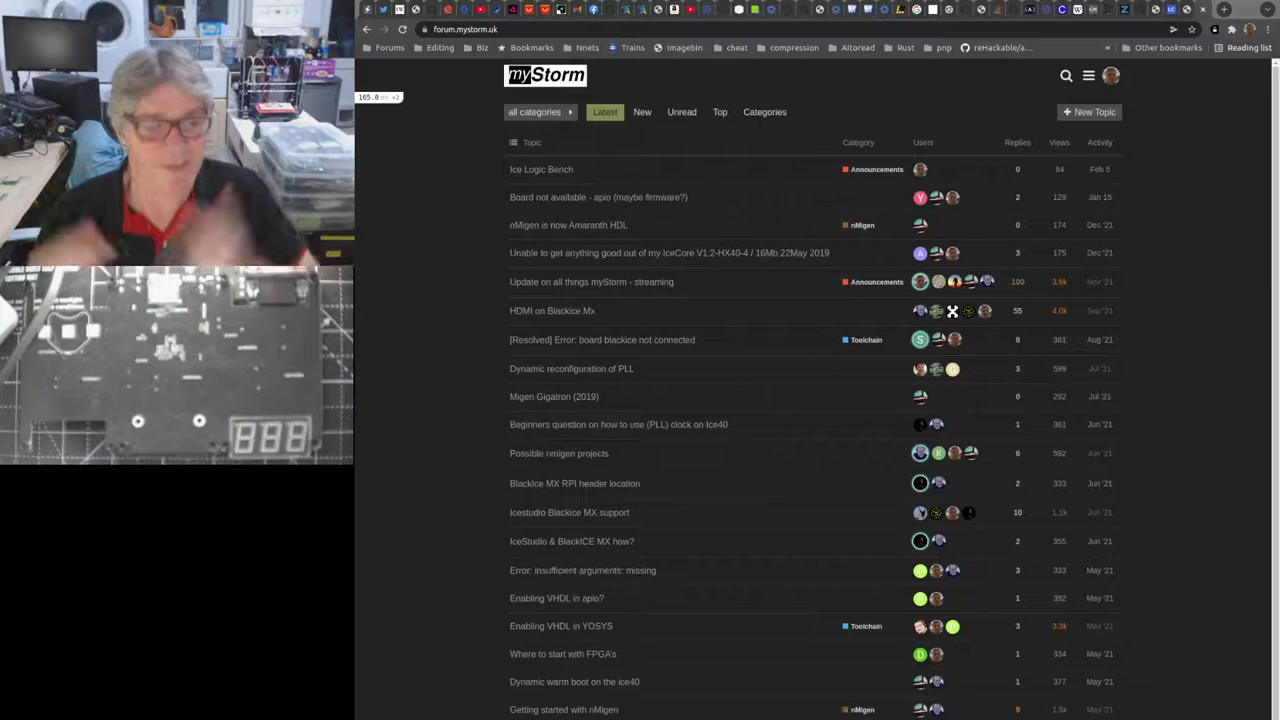 forum.mystorm.uk
Forums Editing Biz Bookmarks Nnets Trains Imagebin cheat compression AItoread Rust pnp reHackable/a... » Other bookmarks Reading list
myStorm
165.0
x2
all categories Latest New Unread Top Categories + New Topic
Topic Category Users Replies Views Activity
Ice Logic Bench Announcements 0 84 Feb 5
Board not available - apio (maybe firmware?) Y 2 129 Jan 15
nMigen is now Amaranth HDL nMigen 0 174 Dec '21
Unable to get anything good out of my IceCore V1.2-HX40-4 / 16Mb 22May 2019 A 3 175 Dec '21
Update on all things myStorm - streaming Announcements 100 3.9k Nov '21
HDMI on Blackice Mx 55 4.0k Sep '21
[Resolved] Error: board blackice not connected Toolchain S 8 381 Aug '21
Dynamic reconfiguration of PLL 3 599 Jul '21
Migen Gigatron (2019) 0 292 Jul '21
Beginners question on how to use (PLL) clock on Ice40 1 381 Jun '21
Possible nmigen projects K 6 592 Jun '21
BlackIce MX RPI header location 2 333 Jun '21
Icestudio Blackice MX support 10 1.1k Jun '21
IceStudio & BlackICE MX how? 2 355 Jun '21
Error: insufficient arguments: missing 3 333 May '21
Enabling VHDL in apio? 1 392 May '21
Enabling VHDL in YOSYS Toolchain 3 3.3k May '21
Where to start with FPGA's D 1 334 May '21
Dynamic warm boot on the ice40 1 377 May '21
Getting started with nMigen nMigen 9 1.5k May '21
888